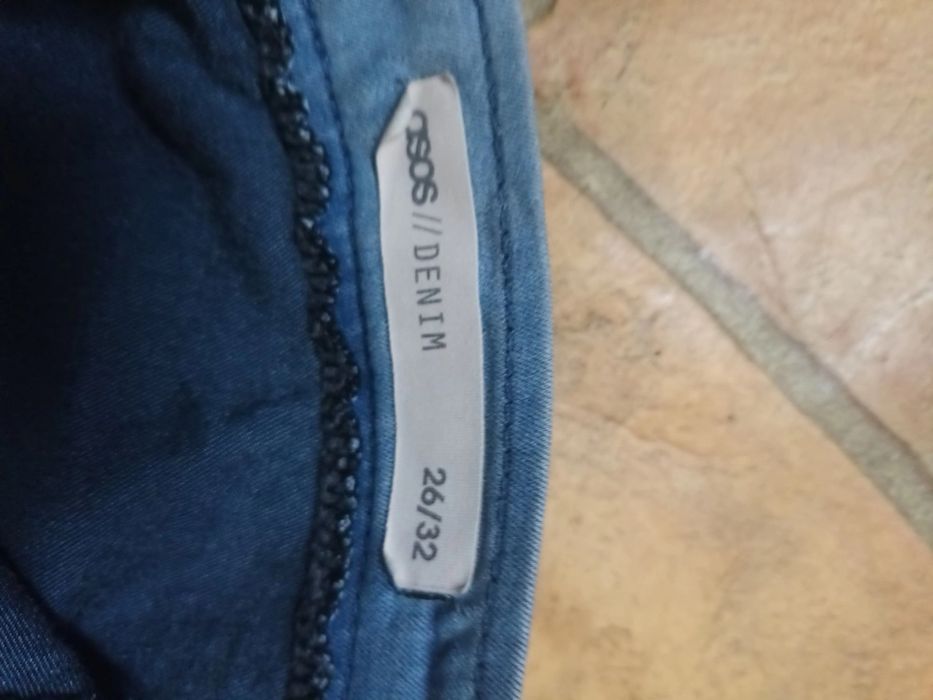 asos // DENIM 26/32